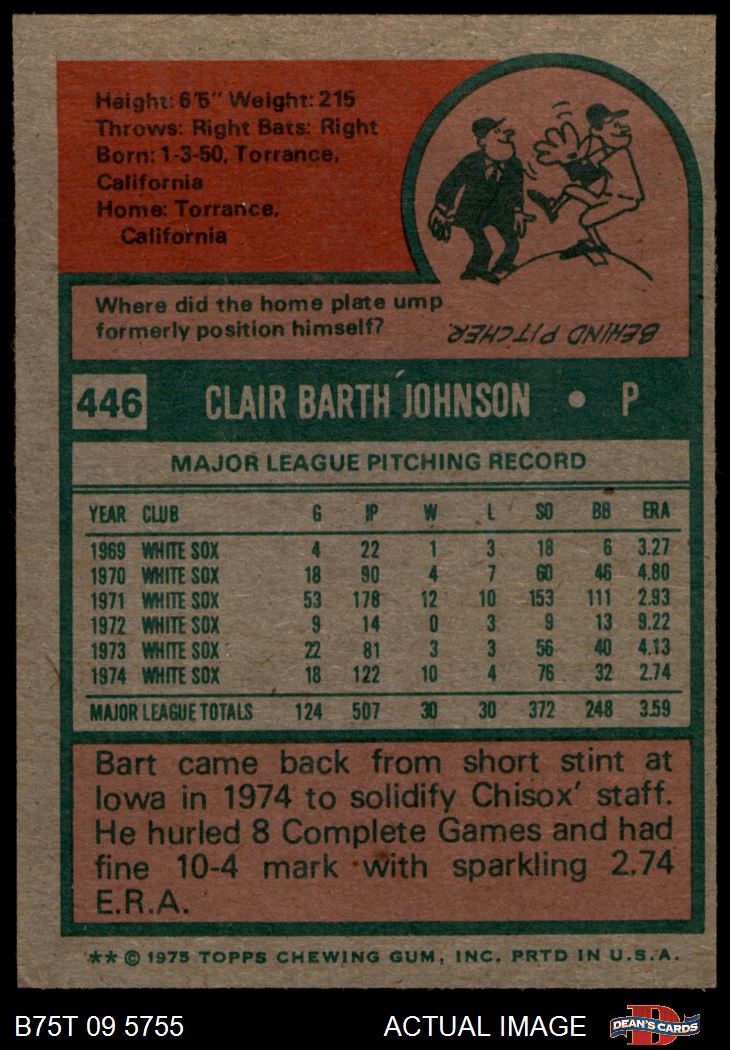 Height: 6'5" Weight: 215
Throws: Right Bats: Right
Born: 1-3-50, Torrance,
California
Home: Torrance,
California
Where did the home plate ump
formerly position himself?
BEHIND PITCHER
446 CLAIR BARTH JOHNSON • P
MAJOR LEAGUE PITCHING RECORD
YEAR CLUB G IP W L SO BB ERA
1969 WHITE SOX 4 22 1 3 18 6 3.27
1970 WHITE SOX 18 90 4 7 60 46 4.80
1971 WHITE SOX 53 178 12 10 153 111 2.93
1972 WHITE SOX 9 14 0 3 9 13 9.22
1973 WHITE SOX 22 81 3 3 56 40 4.13
1974 WHITE SOX 18 122 10 4 76 32 2.74
MAJOR LEAGUE TOTALS 124 507 30 30 372 248 3.59
Bart came back from short stint at
Iowa in 1974 to solidify Chisox' staff.
He hurled 8 Complete Games and had
fine 10-4 mark with sparkling 2.74
E.R.A.
** © 1975 TOPPS CHEWING GUM, INC. PRTD IN U.S.A.
B75T 09 5755 ACTUAL IMAGE D DEAN'S CARDS